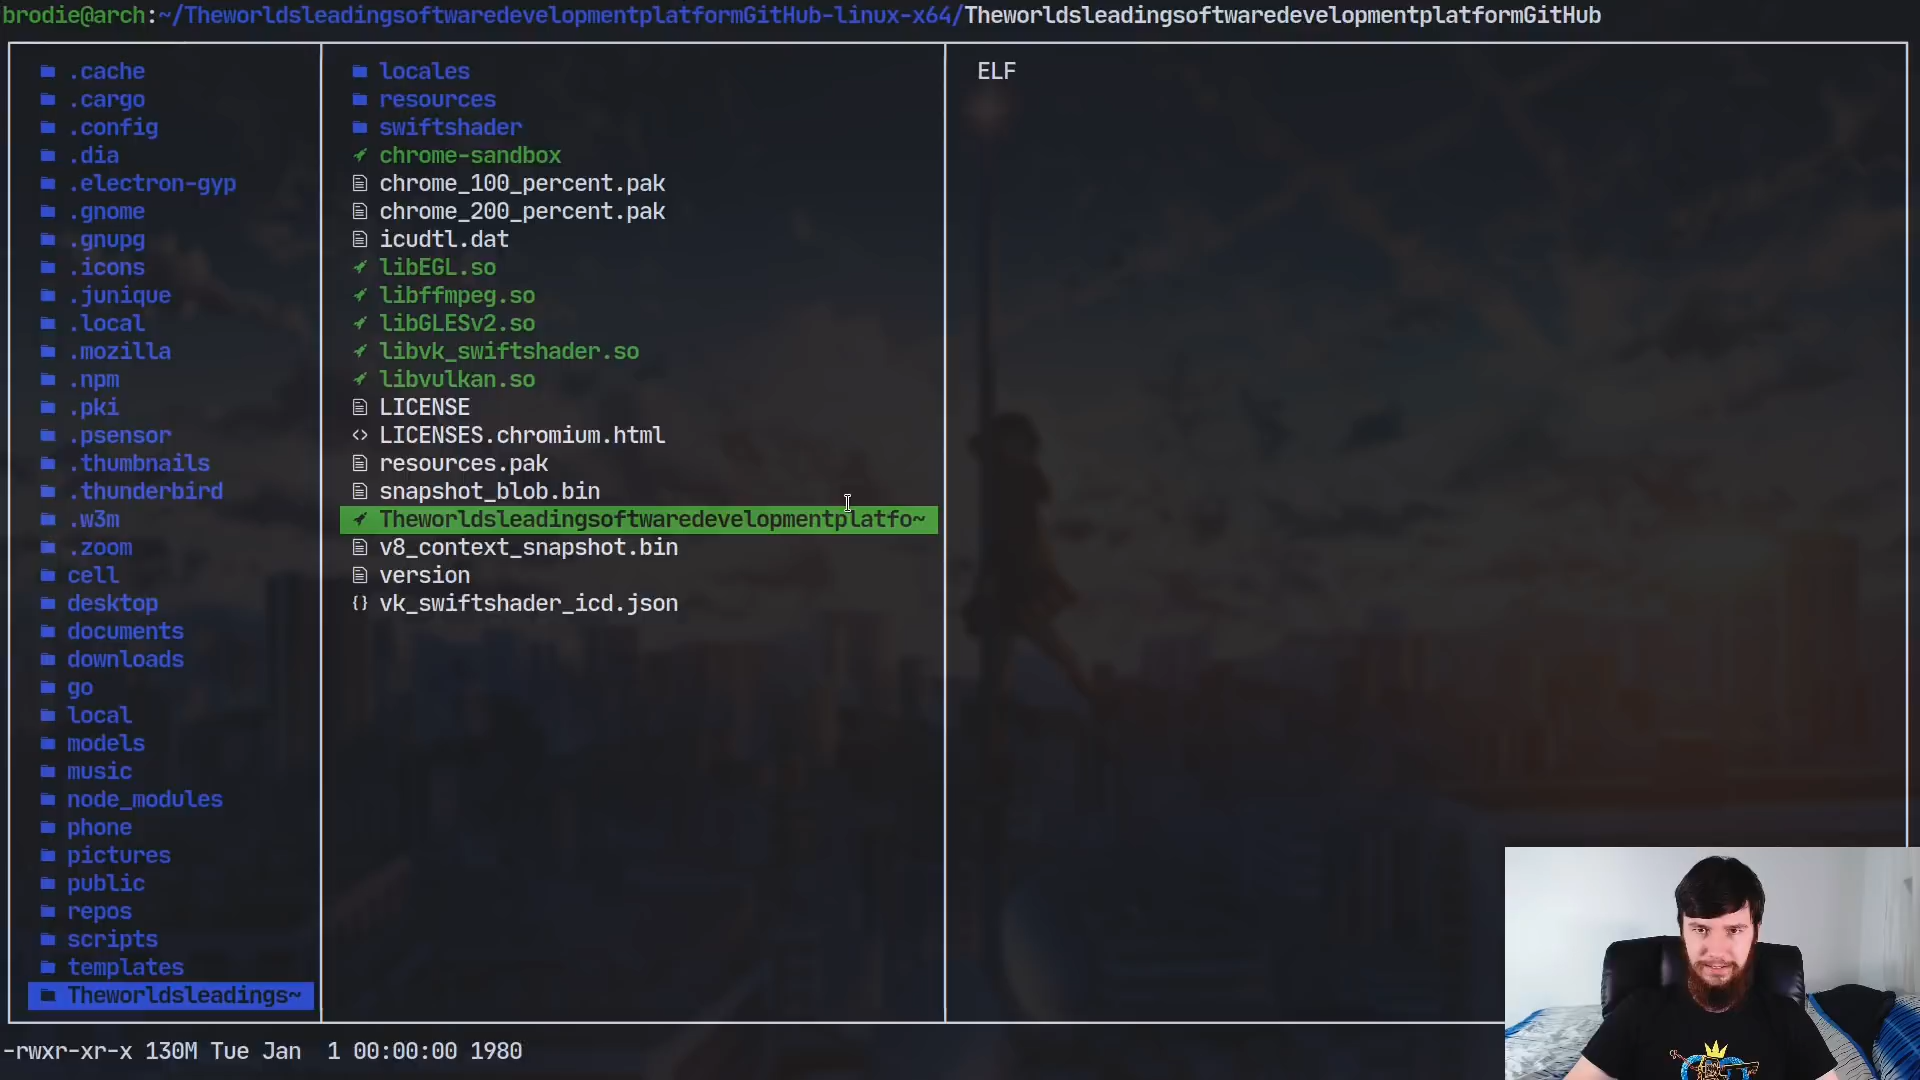 brodie@arch:~/TheworldsleadingsoftwaredevelopmentplatformGitHub-linux-x64/TheworldsleadingsoftwaredevelopmentplatformGitHub
.cache
.cargo
.config
.dia
.electron-gyp
.gnome
.gnupg
.icons
.junique
.local
.mozilla
.npm
.pki
.psensor
.thumbnails
.thunderbird
.w3m
.zoom
cell
desktop
documents
downloads
go
local
models
music
node_modules
phone
pictures
public
repos
scripts
templates
Theworldsleadings~
locales
resources
swiftshader
chrome-sandbox
chrome_100_percent.pak
chrome_200_percent.pak
icudtl.dat
libEGL.so
libffmpeg.so
libGLESv2.so
libvk_swiftshader.so
libvulkan.so
LICENSE
LICENSES.chromium.html
resources.pak
snapshot_blob.bin
Theworldsleadingsoftwaredevelopmentplatfo~
v8_context_snapshot.bin
version
vk_swiftshader_icd.json
ELF
-rwxr-xr-x 130M Tue Jan  1 00:00:00 1980